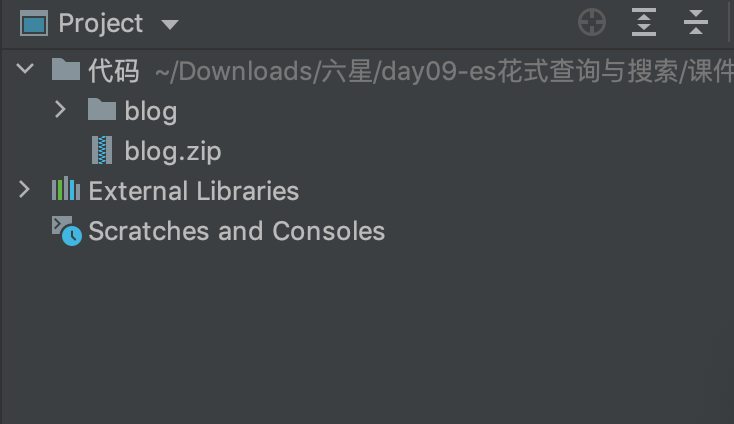 Project
代码 ~/Downloads/六星/day09-es花式查询与搜索/课件
blog
blog.zip
External Libraries
Scratches and Consoles